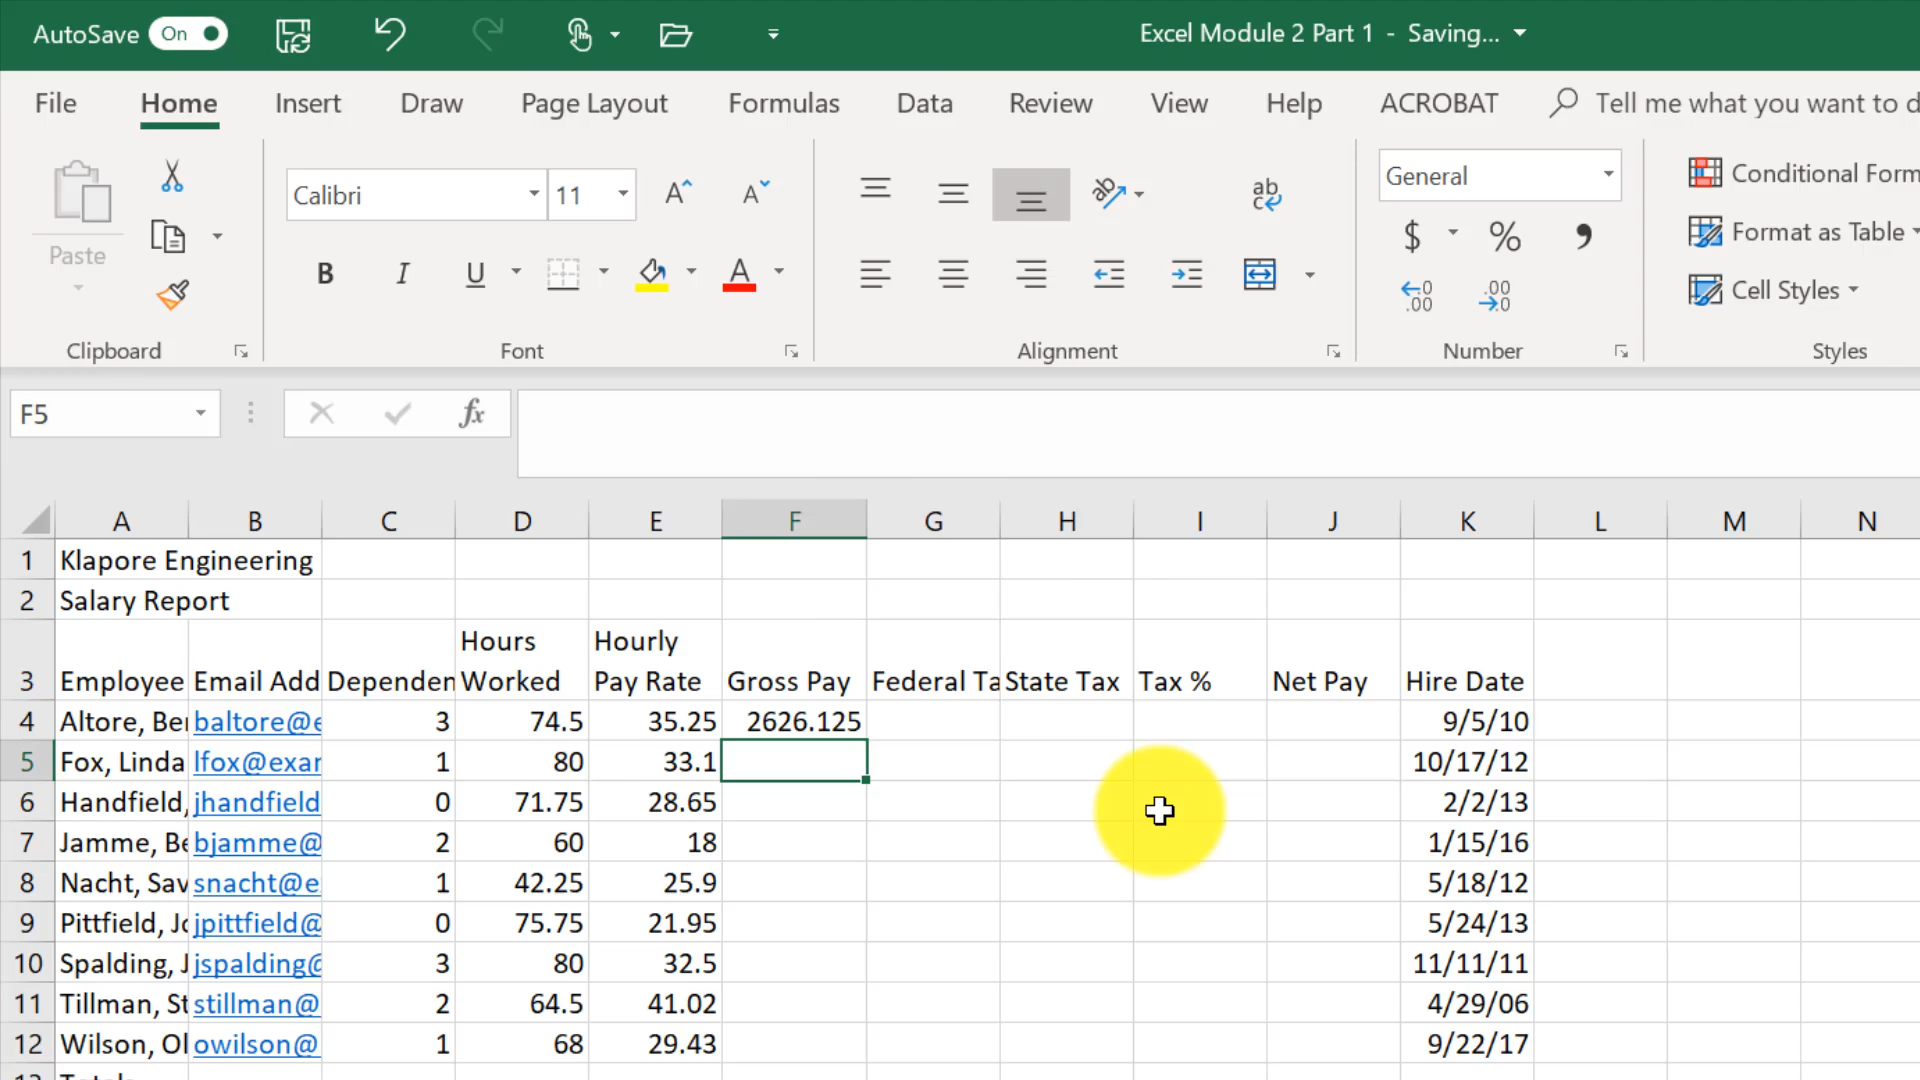 AutoSave On
Excel Module 2 Part 1 - Saving...
File Home Insert Draw Page Layout Formulas Data Review View Help ACROBAT Tell me what you want to d
Calibri 11 General Conditional Form
Paste B I U A $ % , Format as Table
Cell Styles
Clipboard Font Alignment Number Styles
F5 fx
A B C D E F G H I J K L M N
1 Klapore Engineering
2 Salary Report
Hours Hourly
3 Employee Email Add Dependen Worked Pay Rate Gross Pay Federal Ta State Tax Tax % Net Pay Hire Date
4 Altore, Ber baltore@e 3 74.5 35.25 2626.125 9/5/10
5 Fox, Linda lfox@exar 1 80 33.1 10/17/12
6 Handfield, jhandfield 0 71.75 28.65 2/2/13
7 Jamme, Be bjamme@ 2 60 18 1/15/16
8 Nacht, Sav snacht@e 1 42.25 25.9 5/18/12
9 Pittfield, Jo jpittfield@ 0 75.75 21.95 5/24/13
10 Spalding, J jspalding@ 3 80 32.5 11/11/11
11 Tillman, St stillman@ 2 64.5 41.02 4/29/06
12 Wilson, Ol owilson@ 1 68 29.43 9/22/17